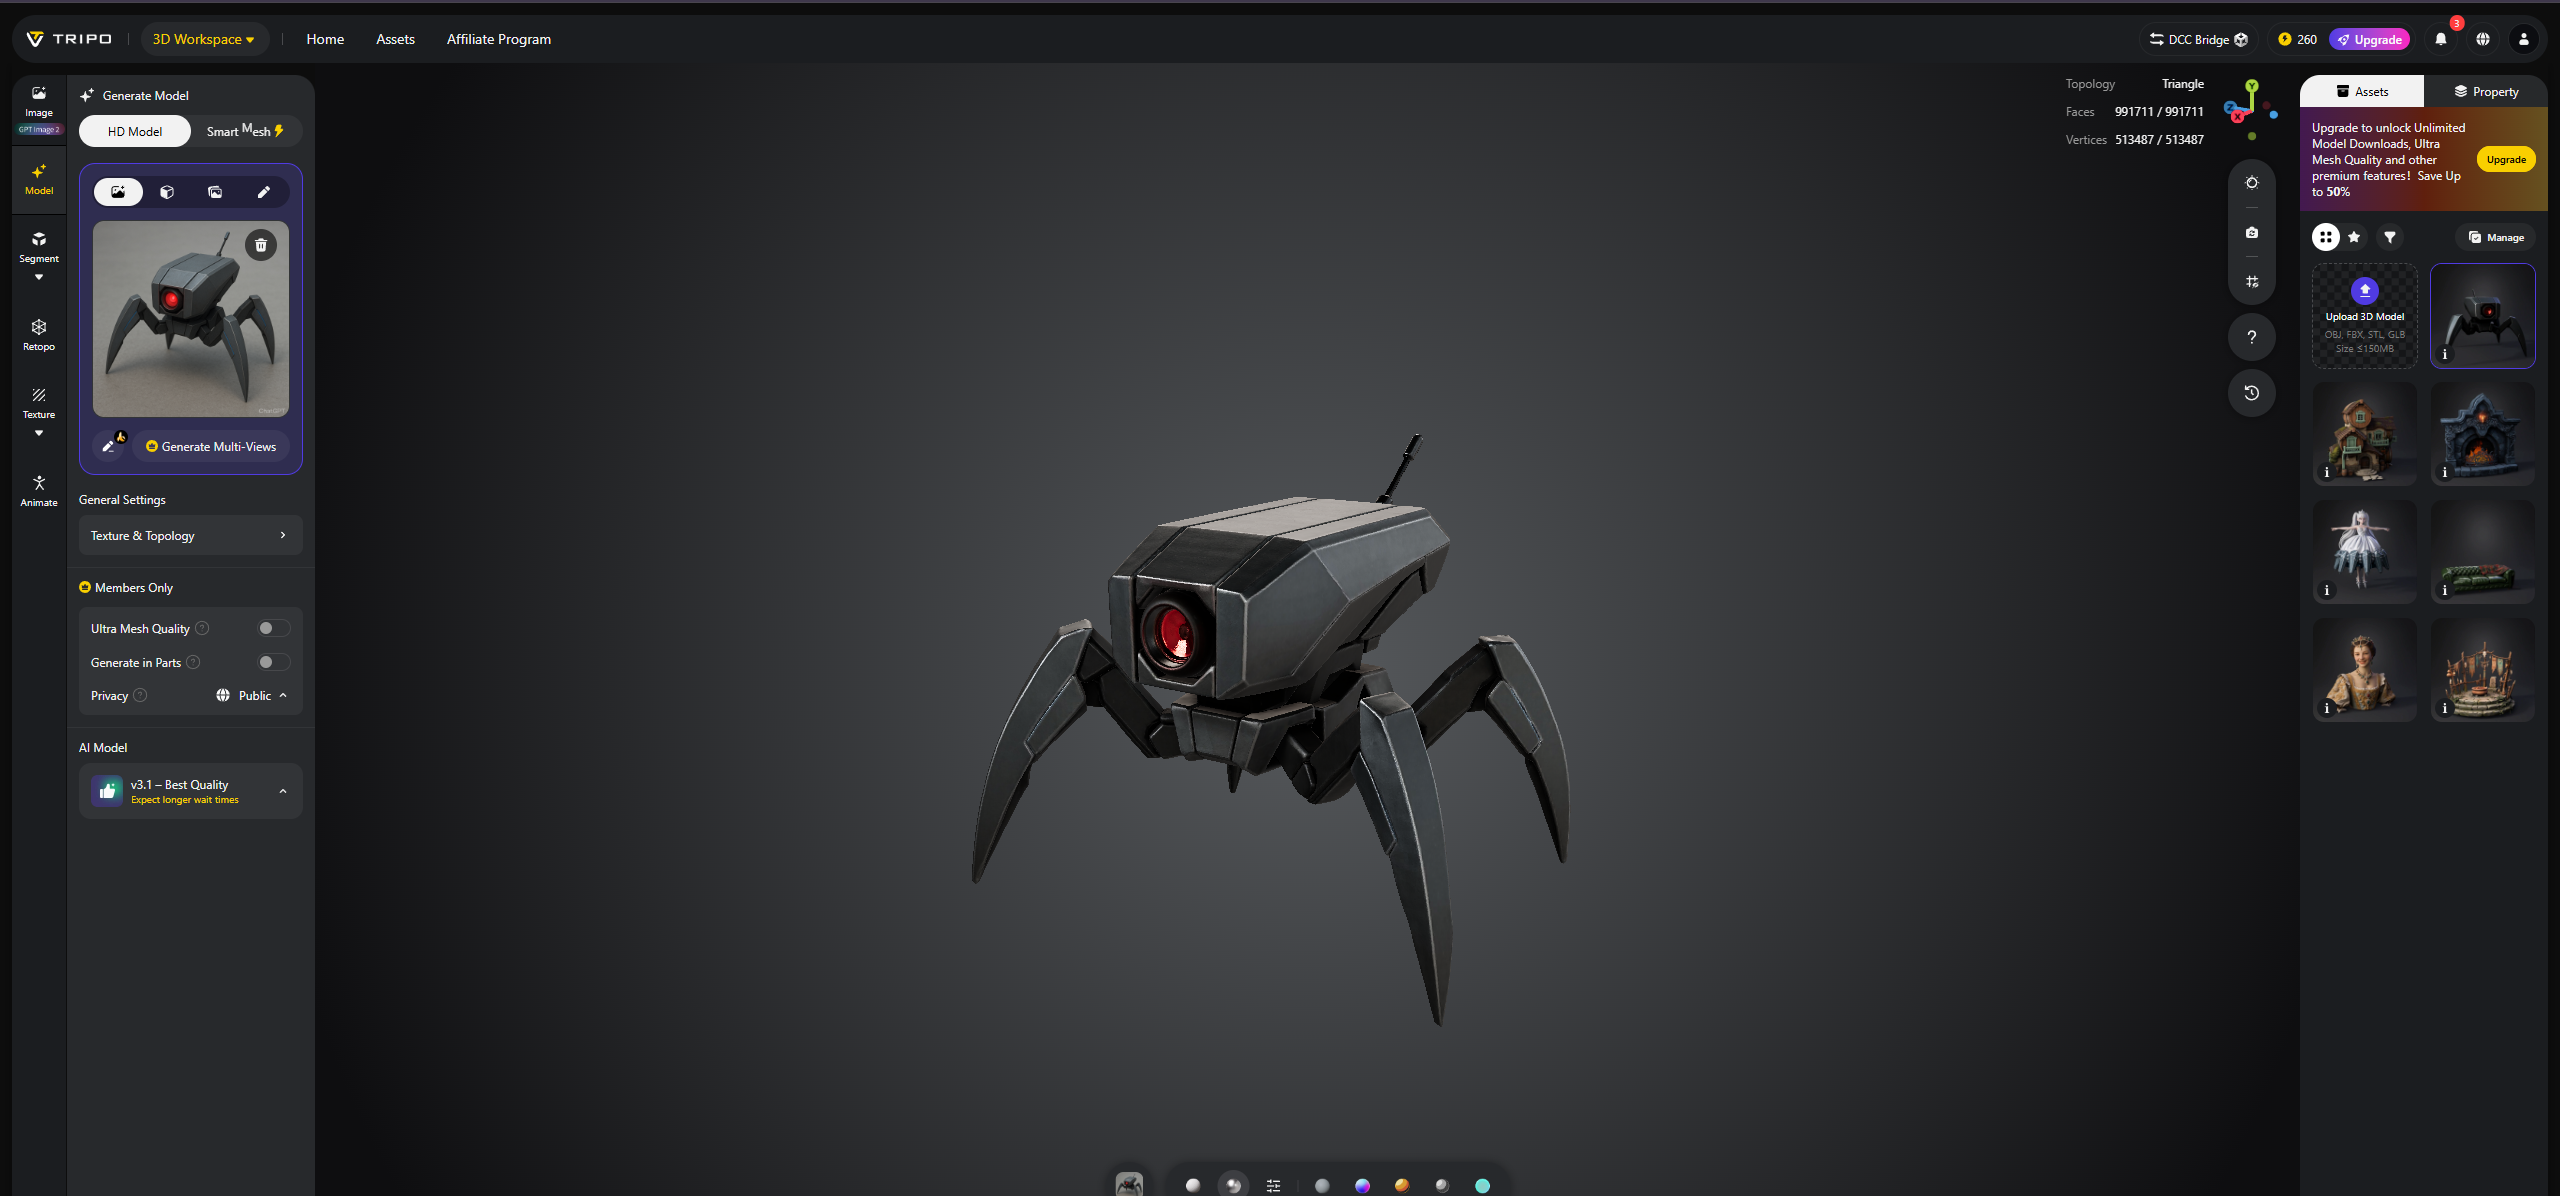 TRIPO
3D Workspace
Home
Assets
Affiliate Program
DCC Bridge
260
Upgrade
3
Image
GPT Image 2
Model
Segment
Retopo
Texture
Animate
Generate Model
HD Model
Smart Mesh
ChatGPT
Generate Multi-Views
General Settings
Texture & Topology
Members Only
Ultra Mesh Quality ?
Generate in Parts ?
Privacy ?
Public
AI Model
v3.1 – Best Quality
Expect longer wait times
Topology Triangle
Faces 991711 / 991711
Vertices 513487 / 513487
Y
Z
X
?
Assets
Property
Upgrade to unlock Unlimited
Model Downloads, Ultra
Mesh Quality and other
premium features! Save Up
to 50%
Upgrade
Manage
Upload 3D Model
OBJ, FBX, STL, GLB
Size ≤150MB
i
i
i
i
i
i
i